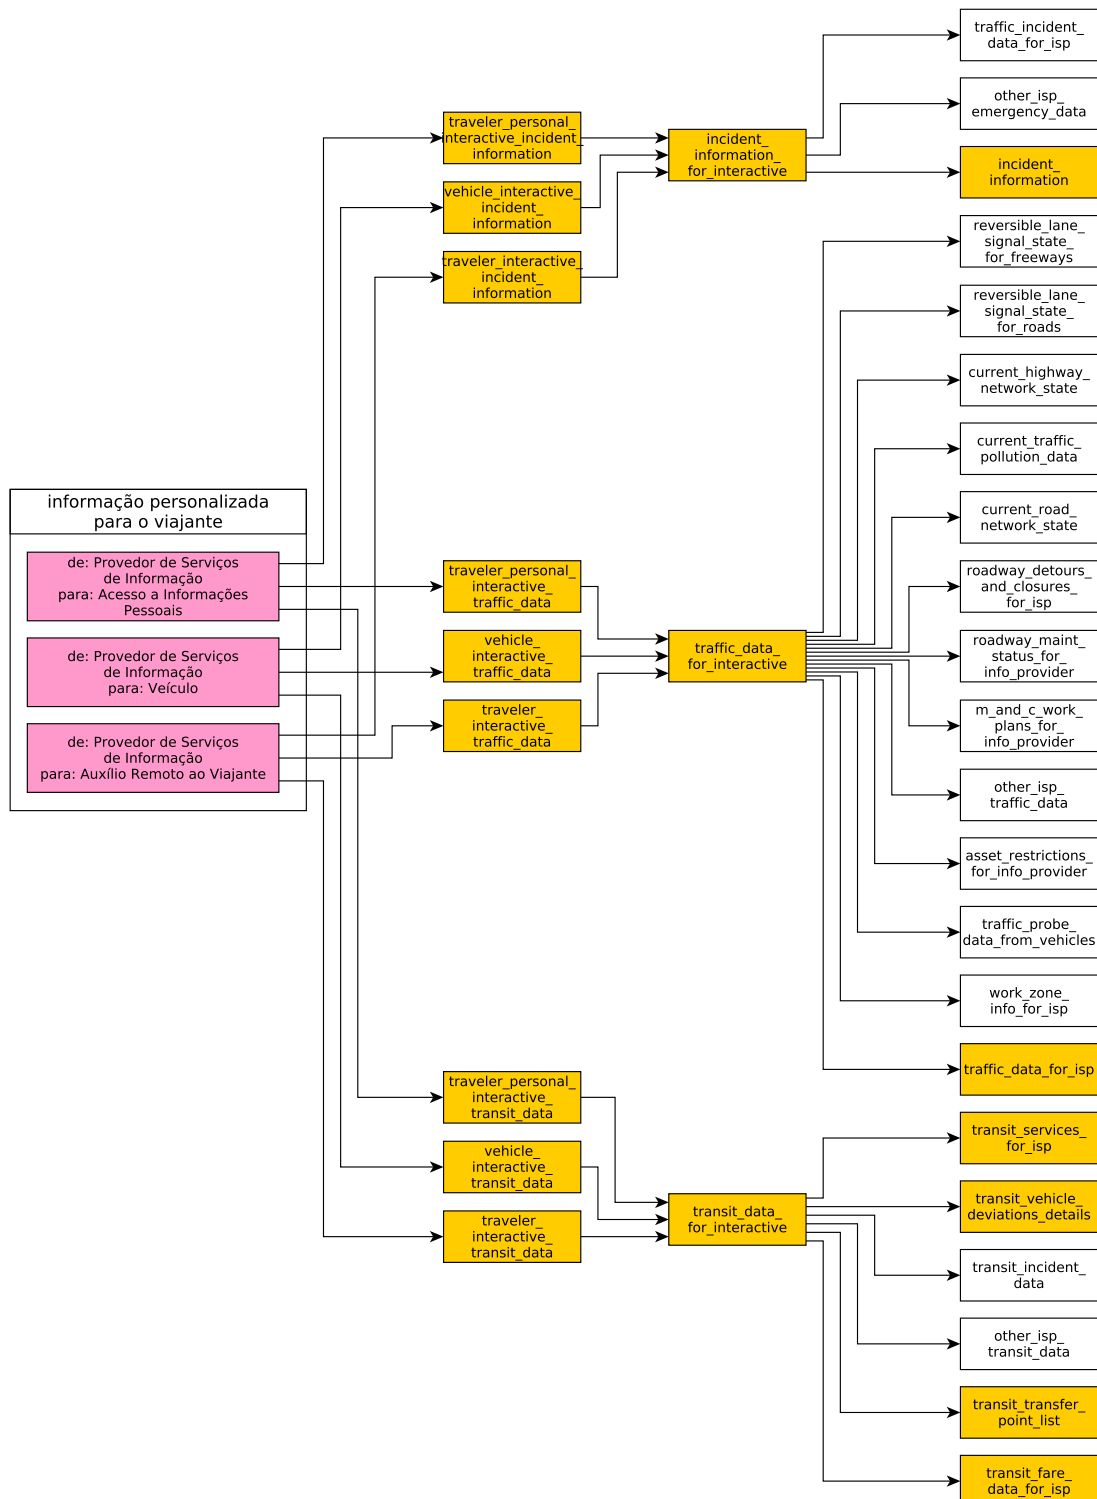 informação personalizada
para o viajante
de: Provedor de Serviços
de Informação
para: Acesso a Informações
Pessoais
de: Provedor de Serviços
de Informação
para: Veículo
de: Provedor de Serviços
de Informação
para: Auxílio Remoto ao Viajante
traveler_personal_
interactive_incident_
information
vehicle_interactive_
incident_
information
traveler_interactive_
incident_
information
traveler_personal_
interactive_
traffic_data
vehicle_
interactive_
traffic_data
traveler_
interactive_
traffic_data
traveler_personal_
interactive_
transit_data
vehicle_
interactive_
transit_data
traveler_
interactive_
transit_data
incident_
information_
for_interactive
traffic_data_
for_interactive
transit_data_
for_interactive
traffic_incident_
data_for_isp
other_isp_
emergency_data
incident_
information
reversible_lane_
signal_state_
for_freeways
reversible_lane_
signal_state_
for_roads
current_highway_
network_state
current_traffic_
pollution_data
current_road_
network_state
roadway_detours_
and_closures_
for_isp
roadway_maint_
status_for_
info_provider
m_and_c_work_
plans_for_
info_provider
other_isp_
traffic_data
asset_restrictions_
for_info_provider
traffic_probe_
data_from_vehicles
work_zone_
info_for_isp
traffic_data_for_isp
transit_services_
for_isp
transit_vehicle_
deviations_details
transit_incident_
data
other_isp_
transit_data
transit_transfer_
point_list
transit_fare_
data_for_isp